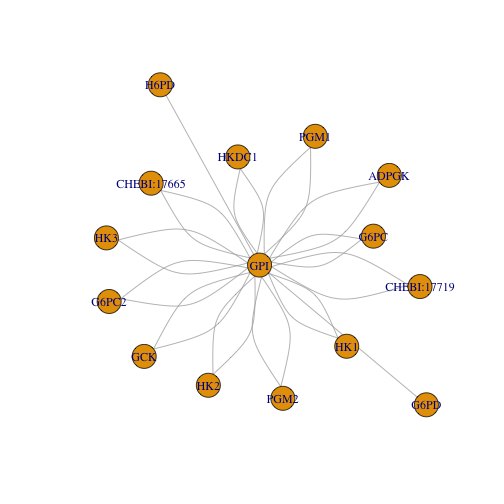 H6PD
PGM1
HKDC1
ADPGK
CHEBI:17665
HK3
G6PC
GPI
CHEBI:17719
G6PC2
HK1
GCK
HK2
PGM2
G6PD